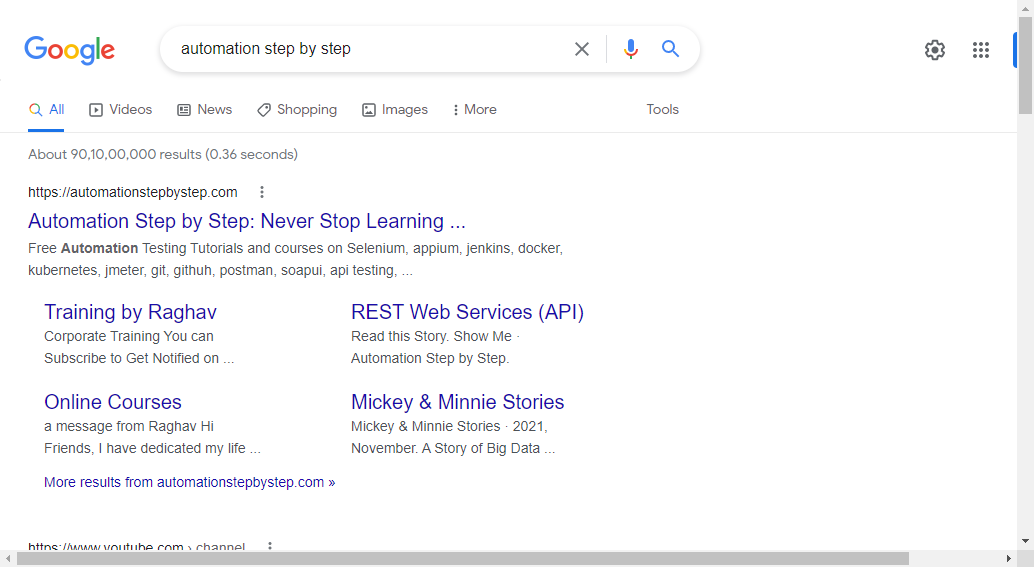 Google
automation step by step
All Videos News Shopping Images More Tools
About 90,10,00,000 results (0.36 seconds)
https://automationstepbystep.com
Automation Step by Step: Never Stop Learning ...
Free Automation Testing Tutorials and courses on Selenium, appium, jenkins, docker,
kubernetes, jmeter, git, githuh, postman, soapui, api testing, ...
Training by Raghav
Corporate Training You can
Subscribe to Get Notified on ...
REST Web Services (API)
Read this Story. Show Me ·
Automation Step by Step.
Online Courses
a message from Raghav Hi
Friends, I have dedicated my life ...
Mickey & Minnie Stories
Mickey & Minnie Stories · 2021,
November. A Story of Big Data ...
More results from automationstepbystep.com »
https://www.youtube.com › channel